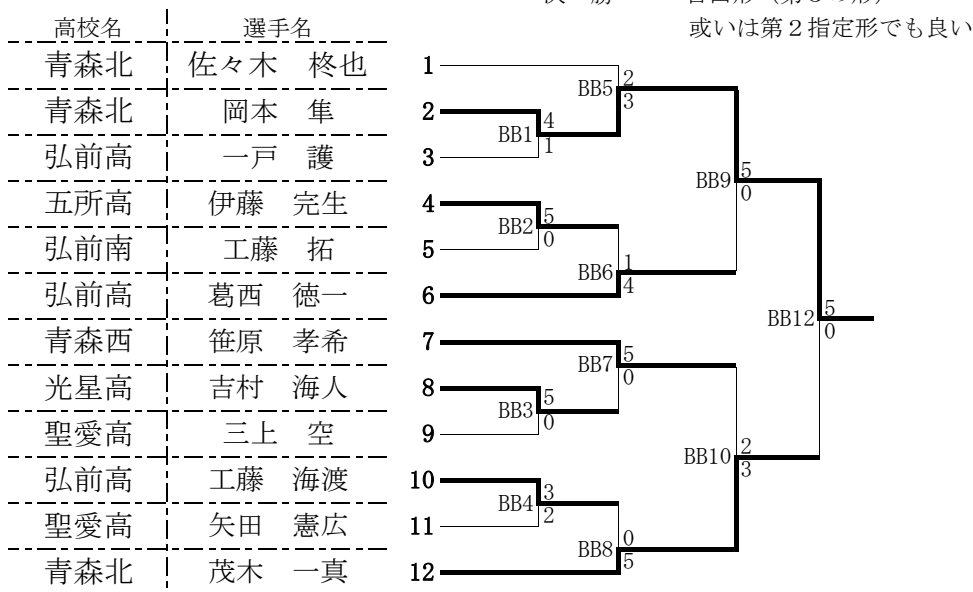 或いは第2指定形でも良い
高校名 選手名
青森北 佐々木 柊也 1
青森北 岡本 隼 2
弘前高 一戸 護 3
五所高 伊藤 完生 4
弘前南 工藤 拓 5
弘前高 葛西 徳一 6
青森西 笹原 孝希 7
光星高 吉村 海人 8
聖愛高 三上 空 9
弘前高 工藤 海渡 10
聖愛高 矢田 憲広 11
青森北 茂木 一真 12
BB1 4 1
BB2 5 0
BB3 5 0
BB4 3 2
BB5 2 3
BB6 1 4
BB7 5 0
BB8 0 5
BB9 5 0
BB10 2 3
BB12 5 0